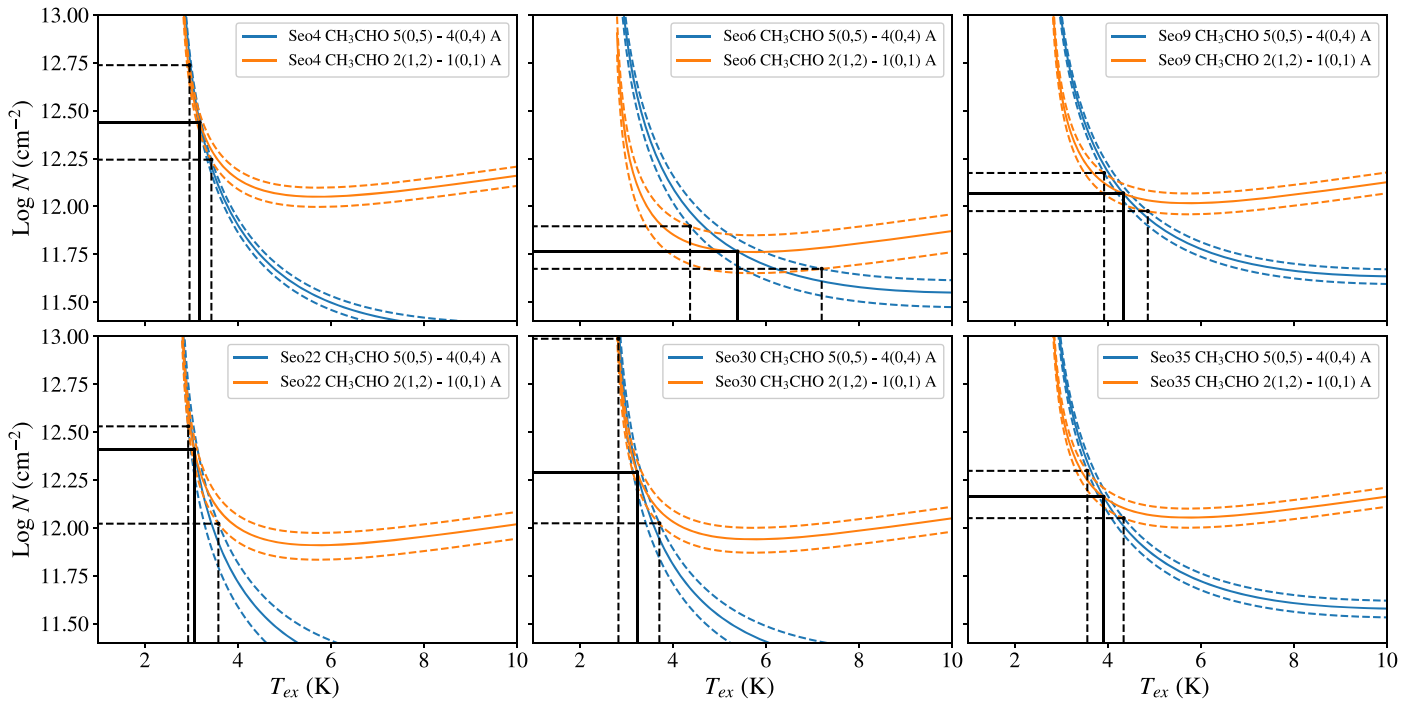 13.00
12.75
12.50
12.25
12.00
11.75
11.50
Log N (cm−2)
Seo4 CH3CHO 5(0,5) – 4(0,4) A
Seo4 CH3CHO 2(1,2) – 1(0,1) A
Seo6 CH3CHO 5(0,5) – 4(0,4) A
Seo6 CH3CHO 2(1,2) – 1(0,1) A
Seo9 CH3CHO 5(0,5) – 4(0,4) A
Seo9 CH3CHO 2(1,2) – 1(0,1) A
13.00
12.75
12.50
12.25
12.00
11.75
11.50
Log N (cm−2)
Seo22 CH3CHO 5(0,5) – 4(0,4) A
Seo22 CH3CHO 2(1,2) – 1(0,1) A
Seo30 CH3CHO 5(0,5) – 4(0,4) A
Seo30 CH3CHO 2(1,2) – 1(0,1) A
Seo35 CH3CHO 5(0,5) – 4(0,4) A
Seo35 CH3CHO 2(1,2) – 1(0,1) A
2 4 6 8 10
2 4 6 8 10
2 4 6 8 10
Tex (K)
Tex (K)
Tex (K)